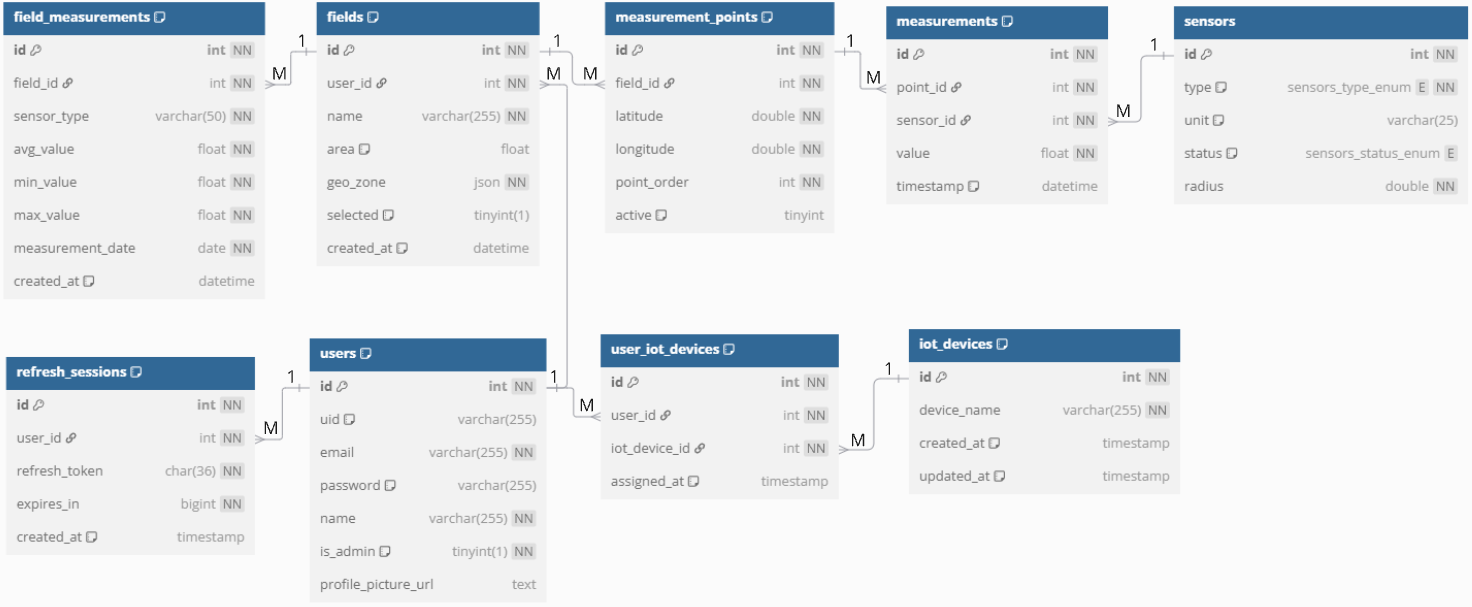 field_measurements
id int NN
field_id int NN
sensor_type varchar(50) NN
avg_value float NN
min_value float NN
max_value float NN
measurement_date date NN
created_at datetime
1
M
fields
id int NN
user_id int NN
name varchar(255) NN
area float
geo_zone json NN
selected tinyint(1)
created_at datetime
1
M
M
measurement_points
id int NN
field_id int NN
latitude double NN
longitude double NN
point_order int NN
active tinyint
1
M
measurements
id int NN
point_id int NN
sensor_id int NN
value float NN
timestamp datetime
1
M
sensors
id int NN
type sensors_type_enum E NN
unit varchar(25)
status sensors_status_enum E
radius double NN
refresh_sessions
id int NN
user_id int NN
refresh_token char(36) NN
expires_in bigint NN
created_at timestamp
1
M
users
id int NN
uid varchar(255)
email varchar(255) NN
password varchar(255)
name varchar(255) NN
is_admin tinyint(1) NN
profile_picture_url text
1
M
user_iot_devices
id int NN
user_id int NN
iot_device_id int NN
assigned_at timestamp
1
M
iot_devices
id int NN
device_name varchar(255) NN
created_at timestamp
updated_at timestamp